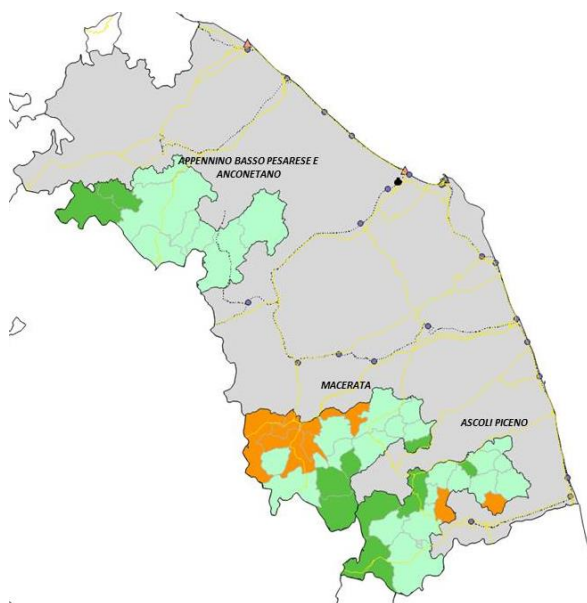 APPENNINO BASSO PESARESE E
ANCONETANO
MACERATA
ASCOLI PICENO